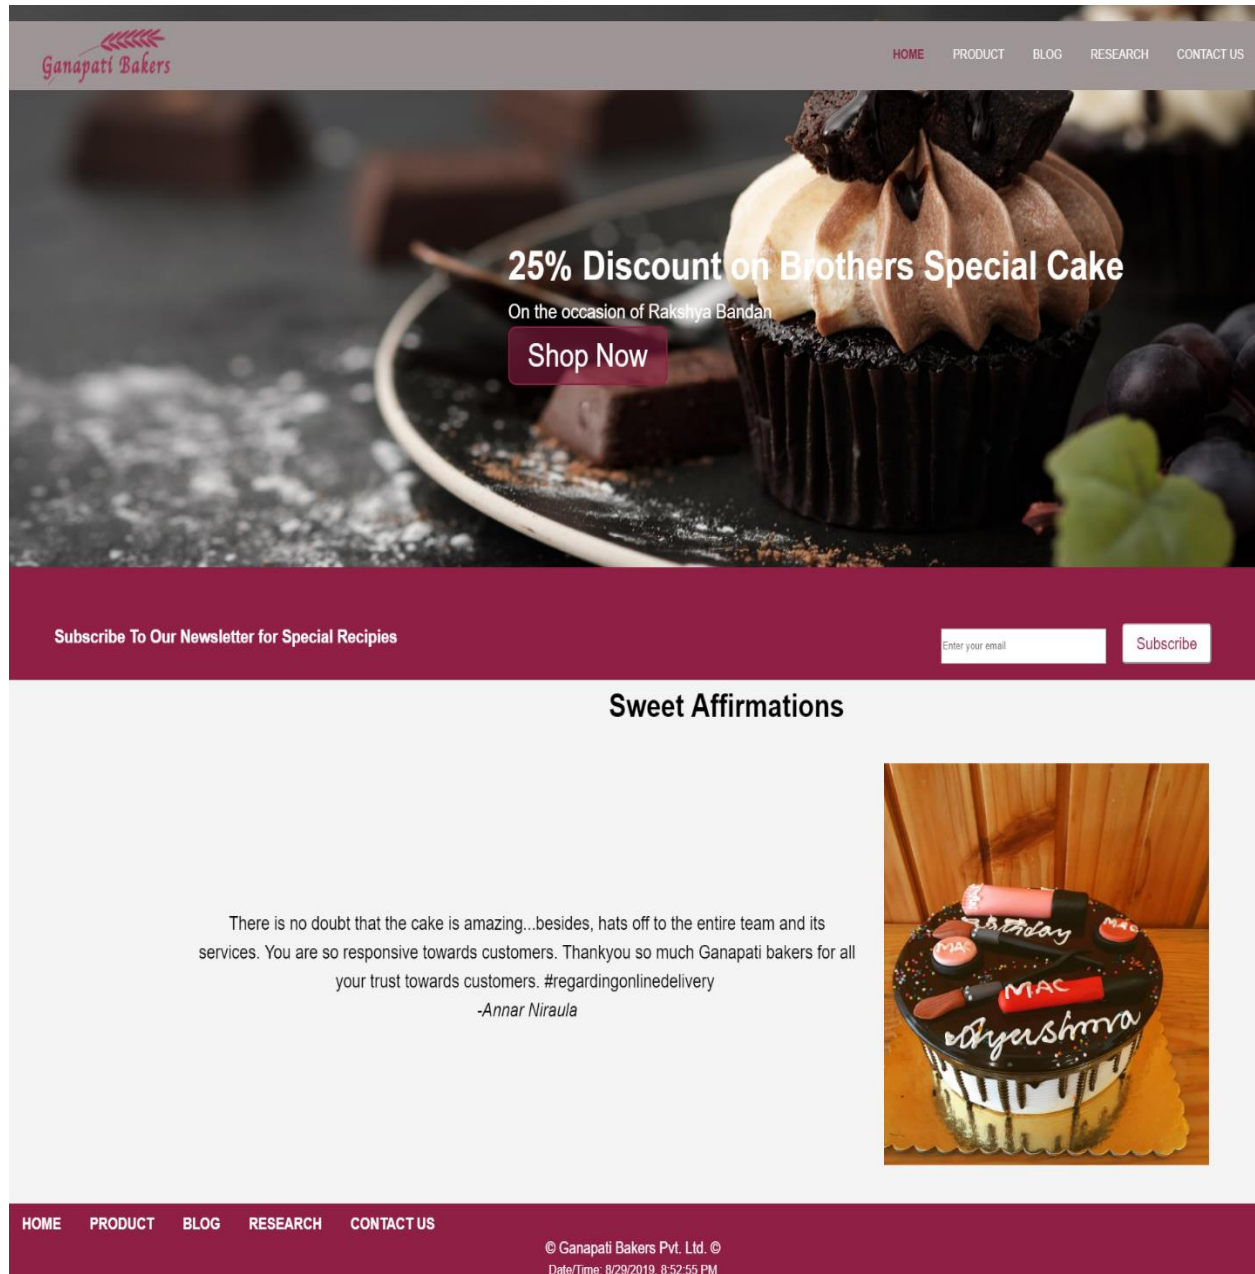 Ganapati Bakers
HOME PRODUCT BLOG RESEARCH CONTACT US
25% Discount on Brothers Special Cake
On the occasion of Rakshya Bandan
Shop Now
Subscribe To Our Newsletter for Special Recipies
Enter your email
Subscribe
Sweet Affirmations
There is no doubt that the cake is amazing...besides, hats off to the entire team and its
services. You are so responsive towards customers. Thankyou so much Ganapati bakers for all
your trust towards customers. #regardingonlinedelivery
-Annar Niraula
MAC
MAC
MAC
HOME PRODUCT BLOG RESEARCH CONTACT US
© Ganapati Bakers Pvt. Ltd. ©
Date/Time: 8/29/2019, 8:52:55 PM